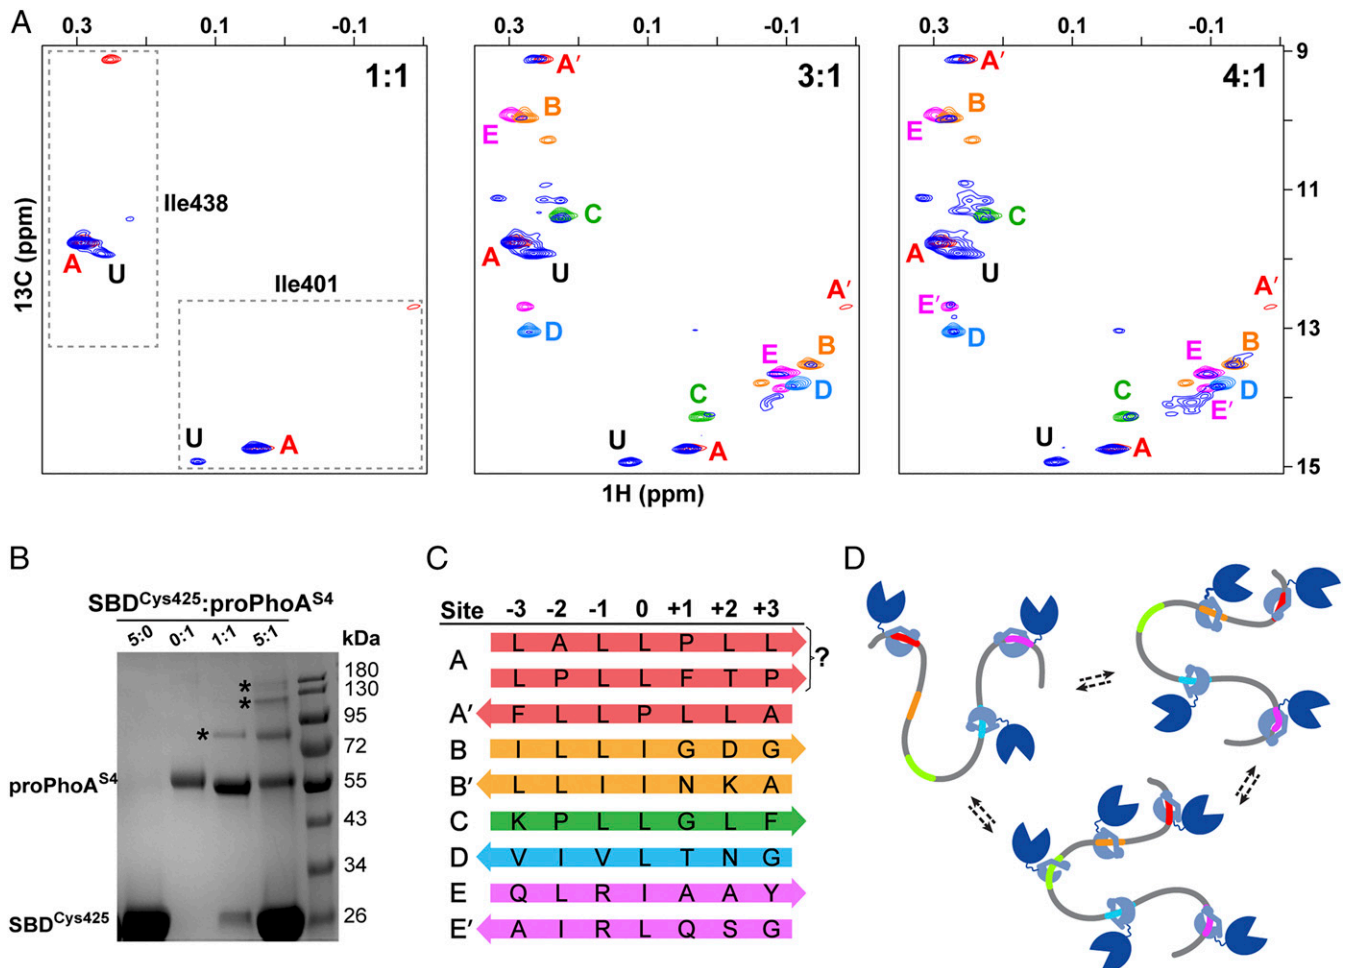 A
0.3 0.1 -0.1
0.3 0.1 -0.1
0.3 0.1 -0.1
1:1
3:1
4:1
13C (ppm)
1H (ppm)
9
11
13
15
Ile438
A
U
Ile401
U
A
A′
B
E
C
A
U
A′
D
B
E
D
C
U
A
A′
B
E
C
A
U
A′
E′
D
B
E
D
C
E′
U
A
B
SBDCys425:proPhoAS4
5:0 0:1 1:1 5:1 kDa
180
* 130
* 95
* 72
proPhoAS4 55
43
34
SBDCys425 26
C
Site -3 -2 -1 0 +1 +2 +3
A L A L L P L L
L P L L F T P
?
A′ F L L P L L A
B I L L I G D G
B′ L L I I N K A
C K P L L G L F
D V I V L T N G
E Q L R I A A Y
E′ A I R L Q S G
D